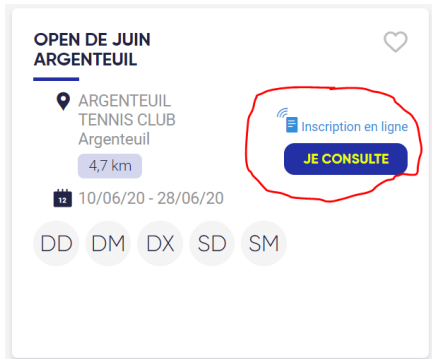 OPEN DE JUIN
ARGENTEUIL
ARGENTEUIL
TENNIS CLUB
Argenteuil
4,7 km
Inscription en ligne
JE CONSULTE
12
10/06/20 - 28/06/20
DD DM DX SD SM